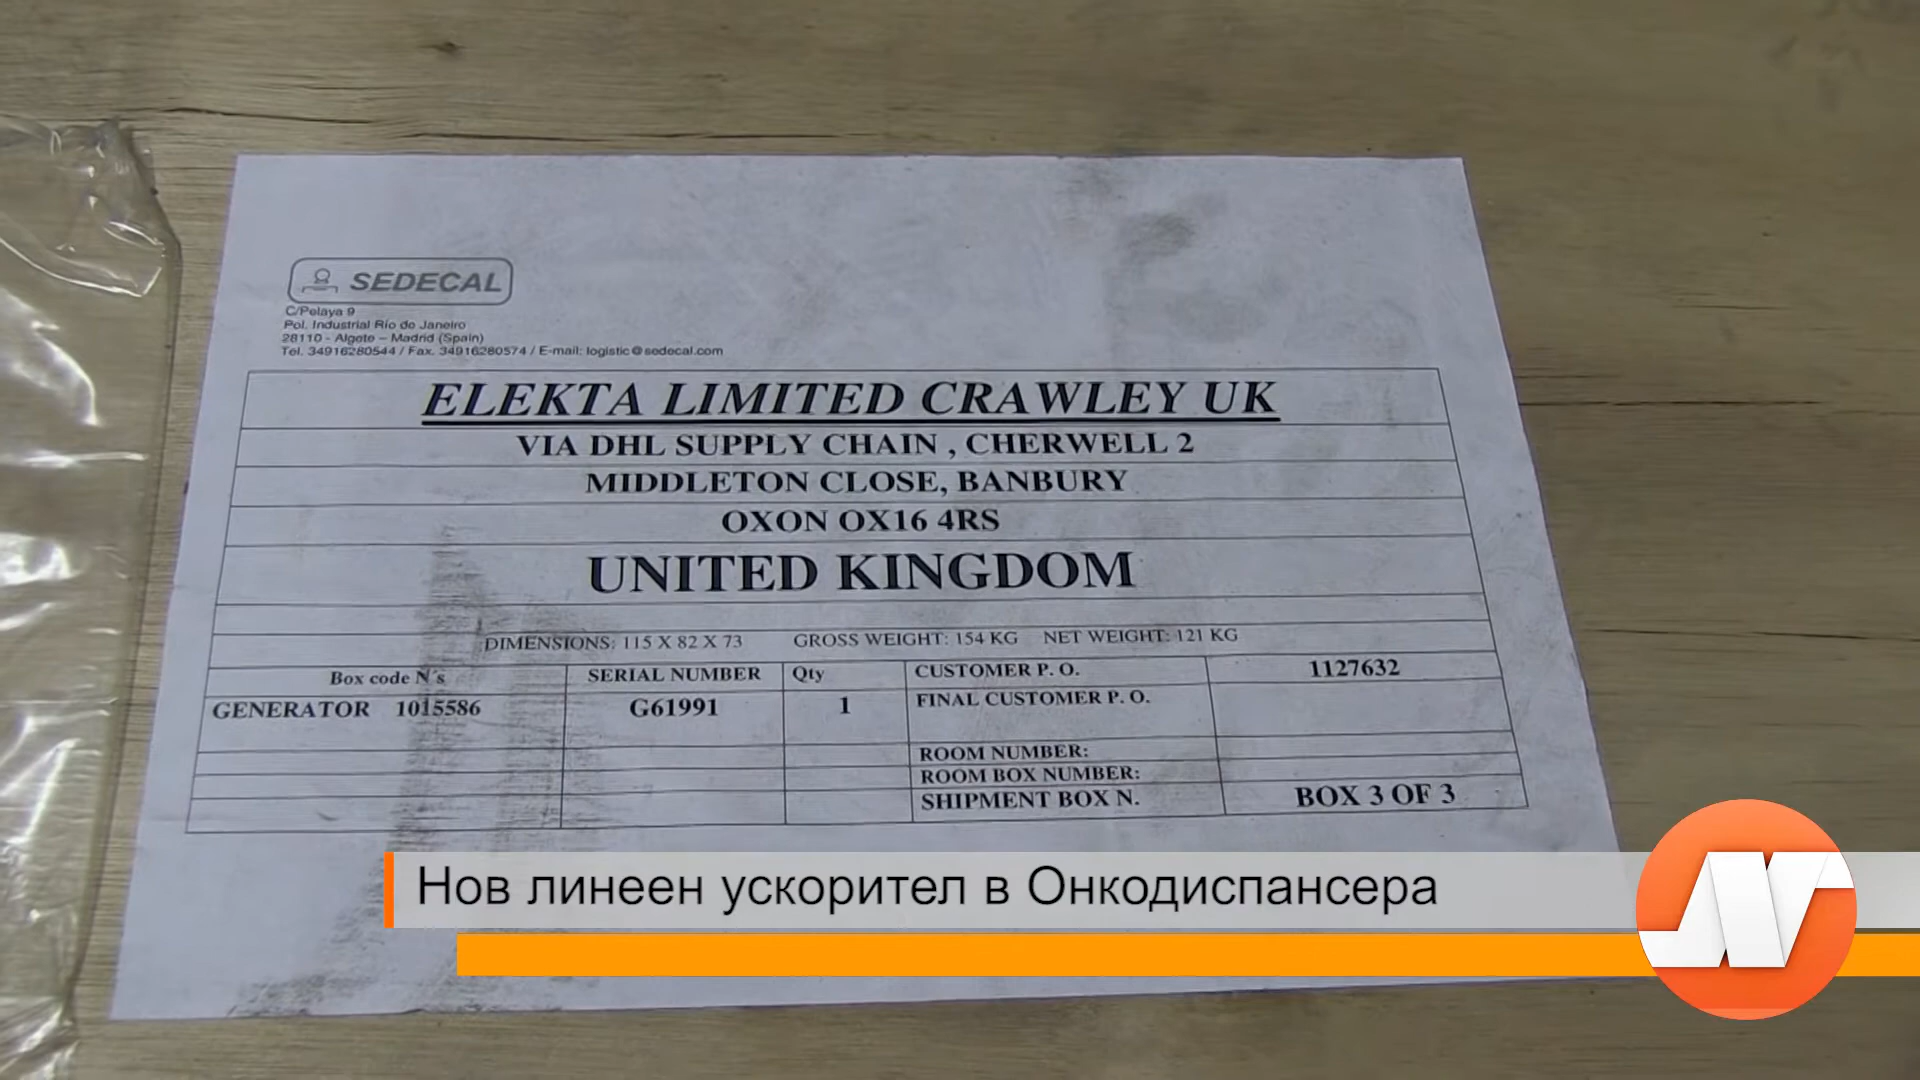 SEDECAL
C/Pelaya 9
Pol. Industrial Río de Janeiro
28110 - Algete – Madrid (Spain)
Tel. 34916280544 / Fax. 34916280574 / E-mail: logistic@sedecal.com
ELEKTA LIMITED CRAWLEY UK
VIA DHL SUPPLY CHAIN , CHERWELL 2
MIDDLETON CLOSE, BANBURY
OXON OX16 4RS
UNITED KINGDOM
DIMENSIONS: 115 X 82 X 73 GROSS WEIGHT: 154 KG NET WEIGHT: 121 KG
Box code N´s SERIAL NUMBER Qty CUSTOMER P. O. 1127632
GENERATOR 1015586 G61991 1 FINAL CUSTOMER P. O.
ROOM NUMBER:
ROOM BOX NUMBER:
SHIPMENT BOX N. BOX 3 OF 3
Нов линеен ускорител в Онкодиспансера